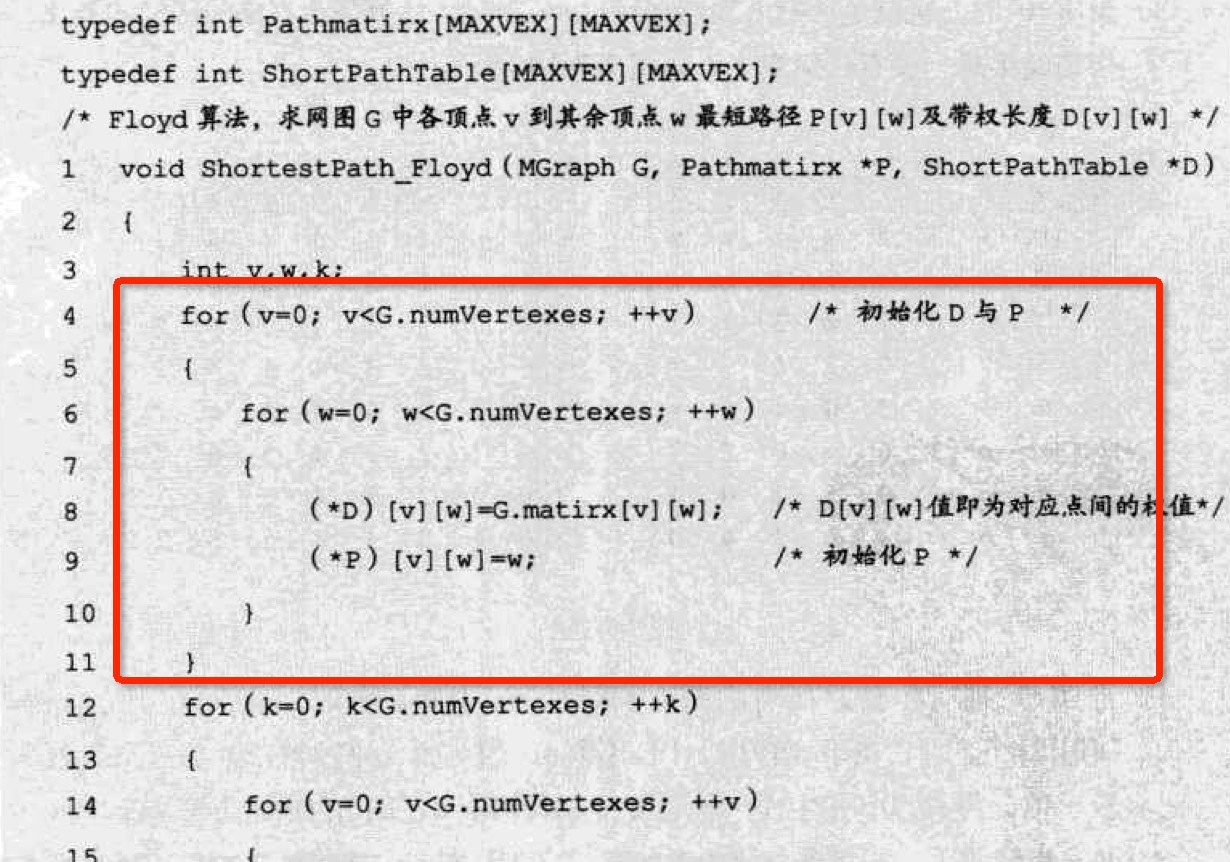 typedef int Pathmatirx[MAXVEX][MAXVEX];
typedef int ShortPathTable[MAXVEX][MAXVEX];
/* Floyd 算法，求网图 G 中各顶点 v 到其余顶点 w 最短路径 P[v][w]及带权长度 D[v][w] */
1 void ShortestPath_Floyd(MGraph G, Pathmatirx *P, ShortPathTable *D)
2 {
3 int v,w,k;
4 for(v=0; v<G.numVertexes; ++v) /* 初始化 D 与 P */
5 {
6 for(w=0; w<G.numVertexes; ++w)
7 {
8 (*D)[v][w]=G.matirx[v][w]; /* D[v][w]值即为对应点间的权值*/
9 (*P)[v][w]=w; /* 初始化 P */
10 }
11 }
12 for(k=0; k<G.numVertexes; ++k)
13 {
14 for(v=0; v<G.numVertexes; ++v)
15 {